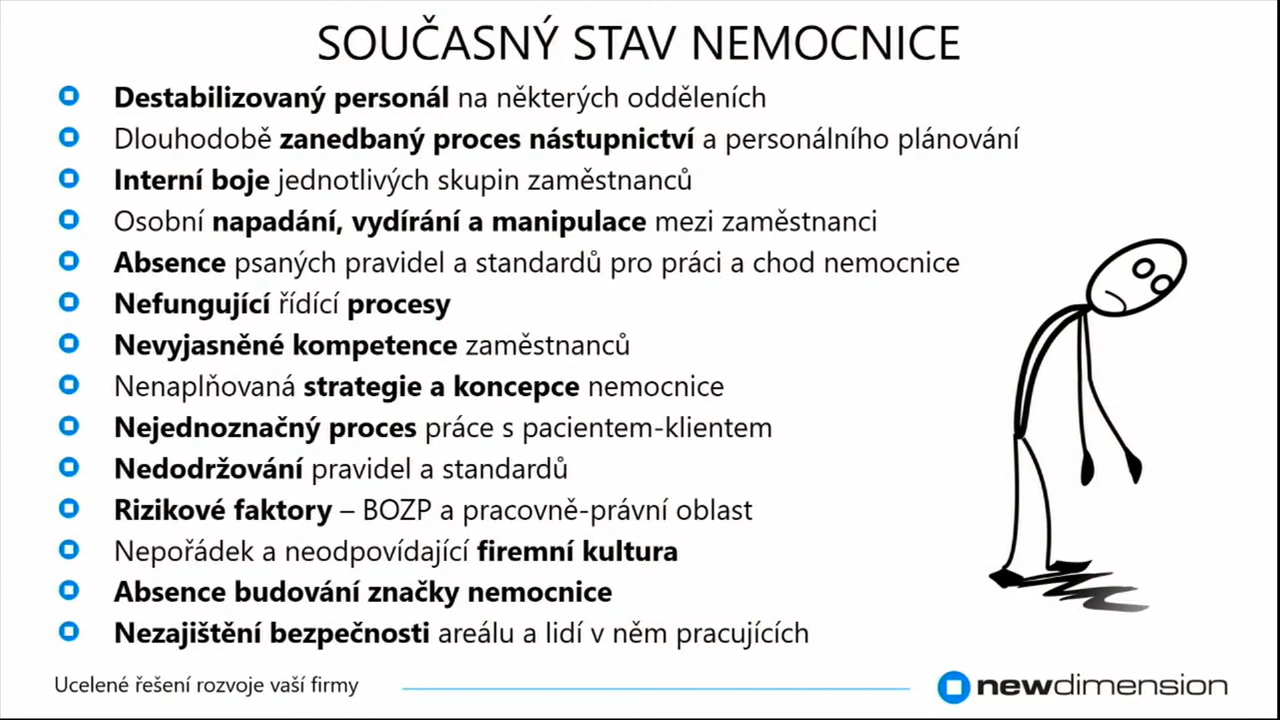 SOUČASNÝ STAV NEMOCNICE
Destabilizovaný personál na některých odděleních
Dlouhodobě zanedbaný proces nástupnictví a personálního plánování
Interní boje jednotlivých skupin zaměstnanců
Osobní napadání, vydírání a manipulace mezi zaměstnanci
Absence psaných pravidel a standardů pro práci a chod nemocnice
Nefungující řídící procesy
Nevyjasněné kompetence zaměstnanců
Nenaplňovaná strategie a koncepce nemocnice
Nejednoznačný proces práce s pacientem-klientem
Nedodržování pravidel a standardů
Rizikové faktory – BOZP a pracovně-právní oblast
Nepořádek a neodpovídající firemní kultura
Absence budování značky nemocnice
Nezajištění bezpečnosti areálu a lidí v něm pracujících
Ucelené řešení rozvoje vaší firmy
newdimension